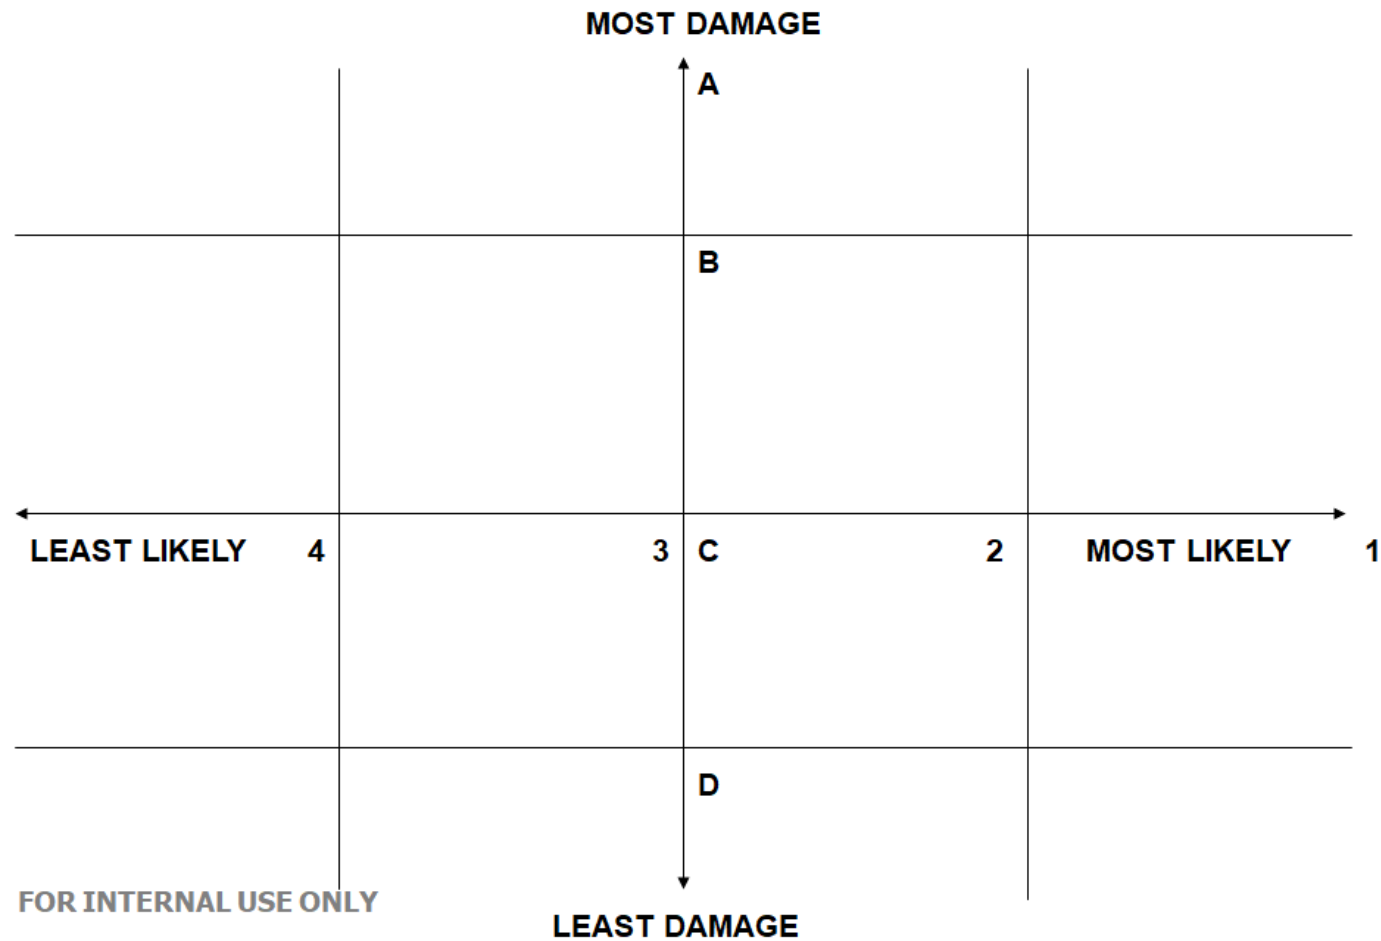 MOST DAMAGE
A
B
LEAST LIKELY 4 3 C 2 MOST LIKELY 1
D
FOR INTERNAL USE ONLY
LEAST DAMAGE